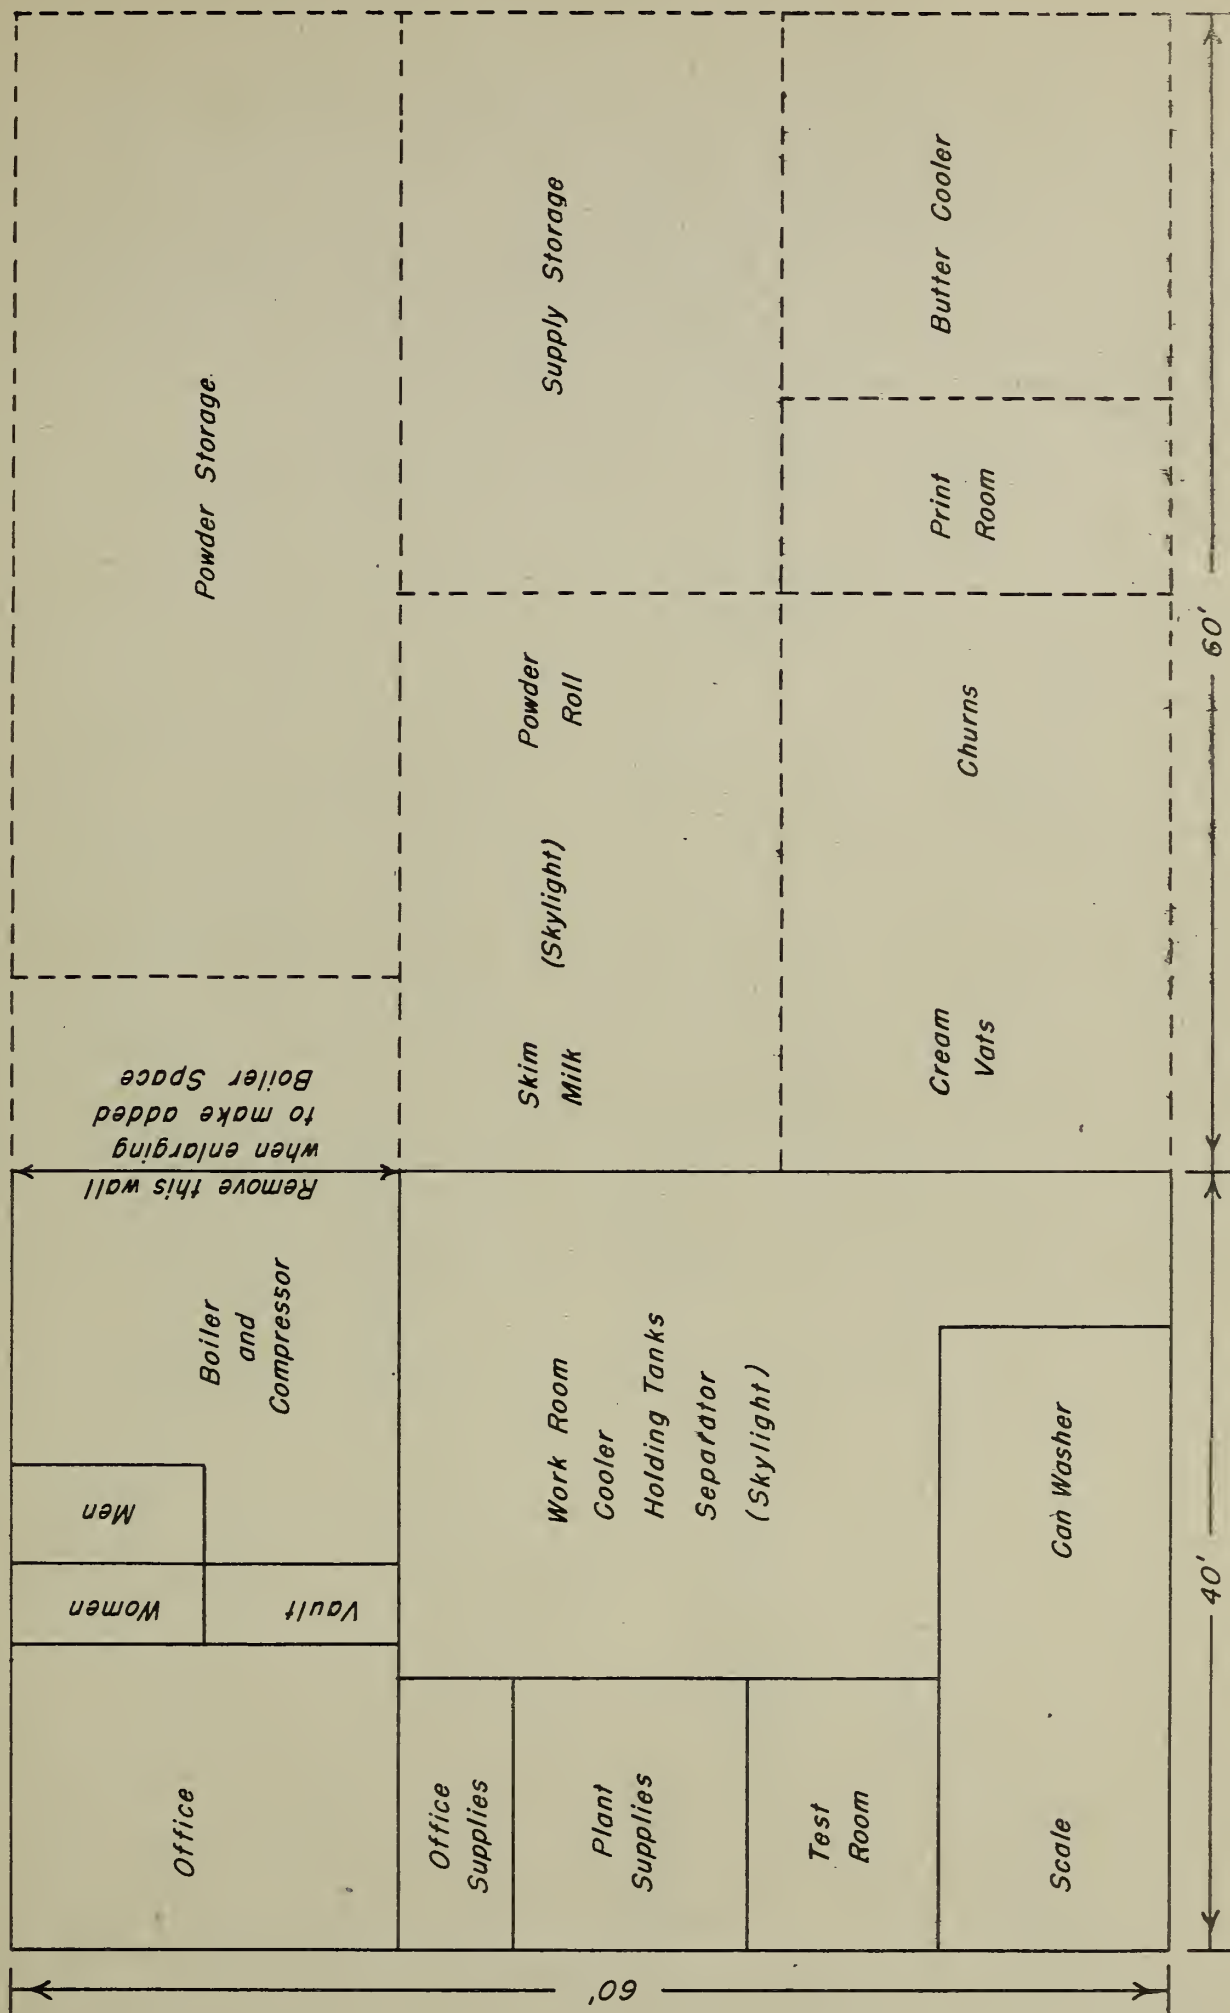 Powder Storage
Supply Storage
Butter Cooler
Print
Room
Powder
Roll
Churns
(Skylight)
Skim
Milk
Cream
Vats
Remove this wall
when enlarging
to make added
Boiler Space
Boiler
and
Compressor
Men
Women
Vault
Work Room
Cooler
Holding Tanks
Separator
(Skylight)
Can Washer
Office
Office
Supplies
Plant
Supplies
Test
Room
Scale
60'
40'
60'